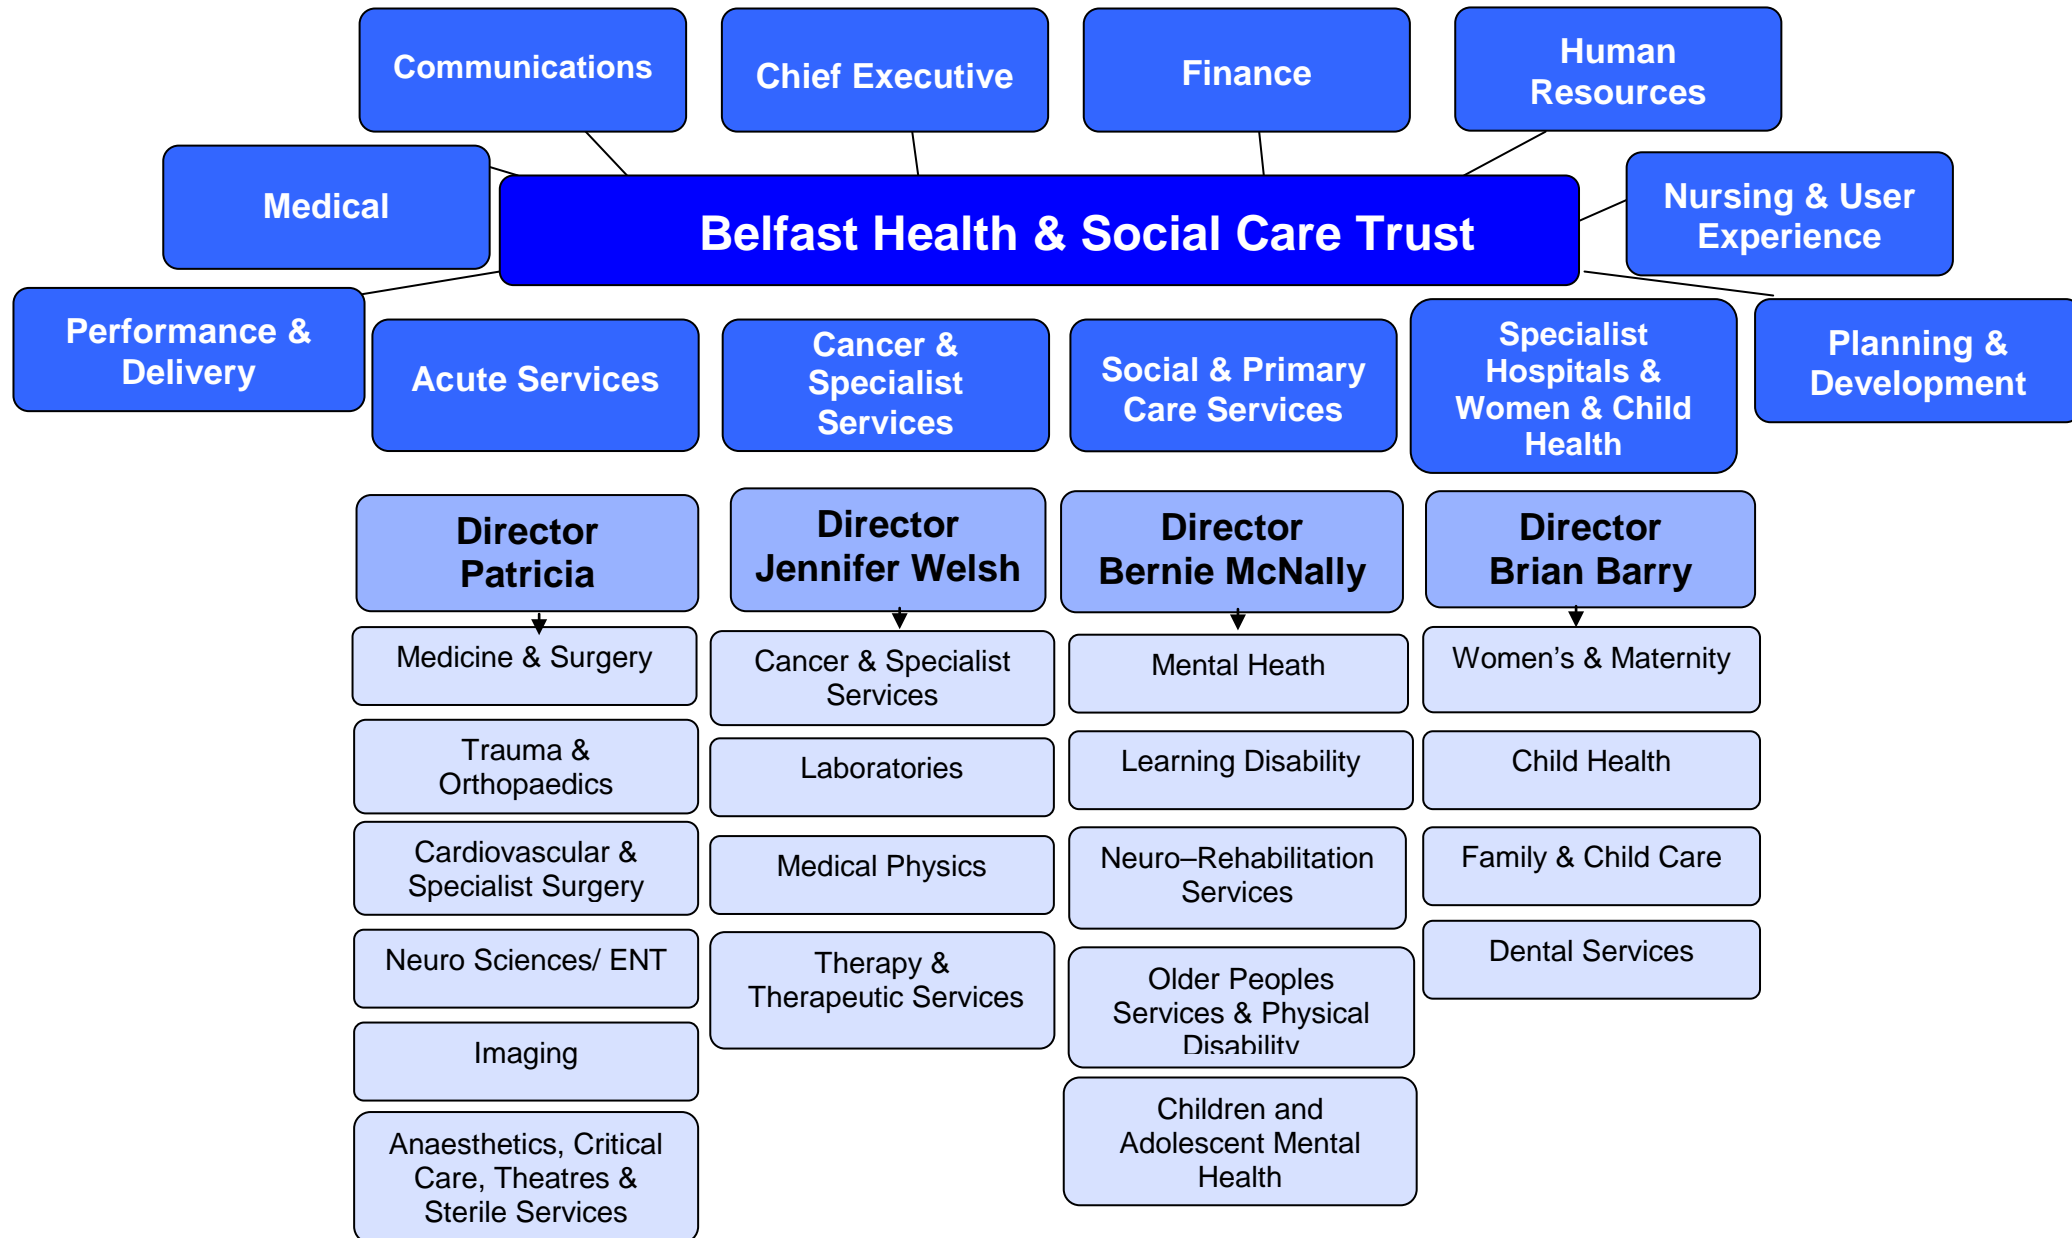 Communications
Chief Executive
Finance
Human
Resources
Medical
Belfast Health & Social Care Trust
Nursing & User
Experience
Performance &
Delivery
Acute Services
Cancer &
Specialist
Services
Social & Primary
Care Services
Specialist
Hospitals &
Women & Child
Health
Planning &
Development
Director
Patricia
Director
Jennifer Welsh
Director
Bernie McNally
Director
Brian Barry
Medicine & Surgery
Trauma &
Orthopaedics
Cardiovascular &
Specialist Surgery
Neuro Sciences/ ENT
Imaging
Anaesthetics, Critical
Care, Theatres &
Sterile Services
Cancer & Specialist
Services
Laboratories
Medical Physics
Therapy &
Therapeutic Services
Mental Heath
Learning Disability
Neuro–Rehabilitation
Services
Older Peoples
Services & Physical
Disability
Children and
Adolescent Mental
Health
Women’s & Maternity
Child Health
Family & Child Care
Dental Services